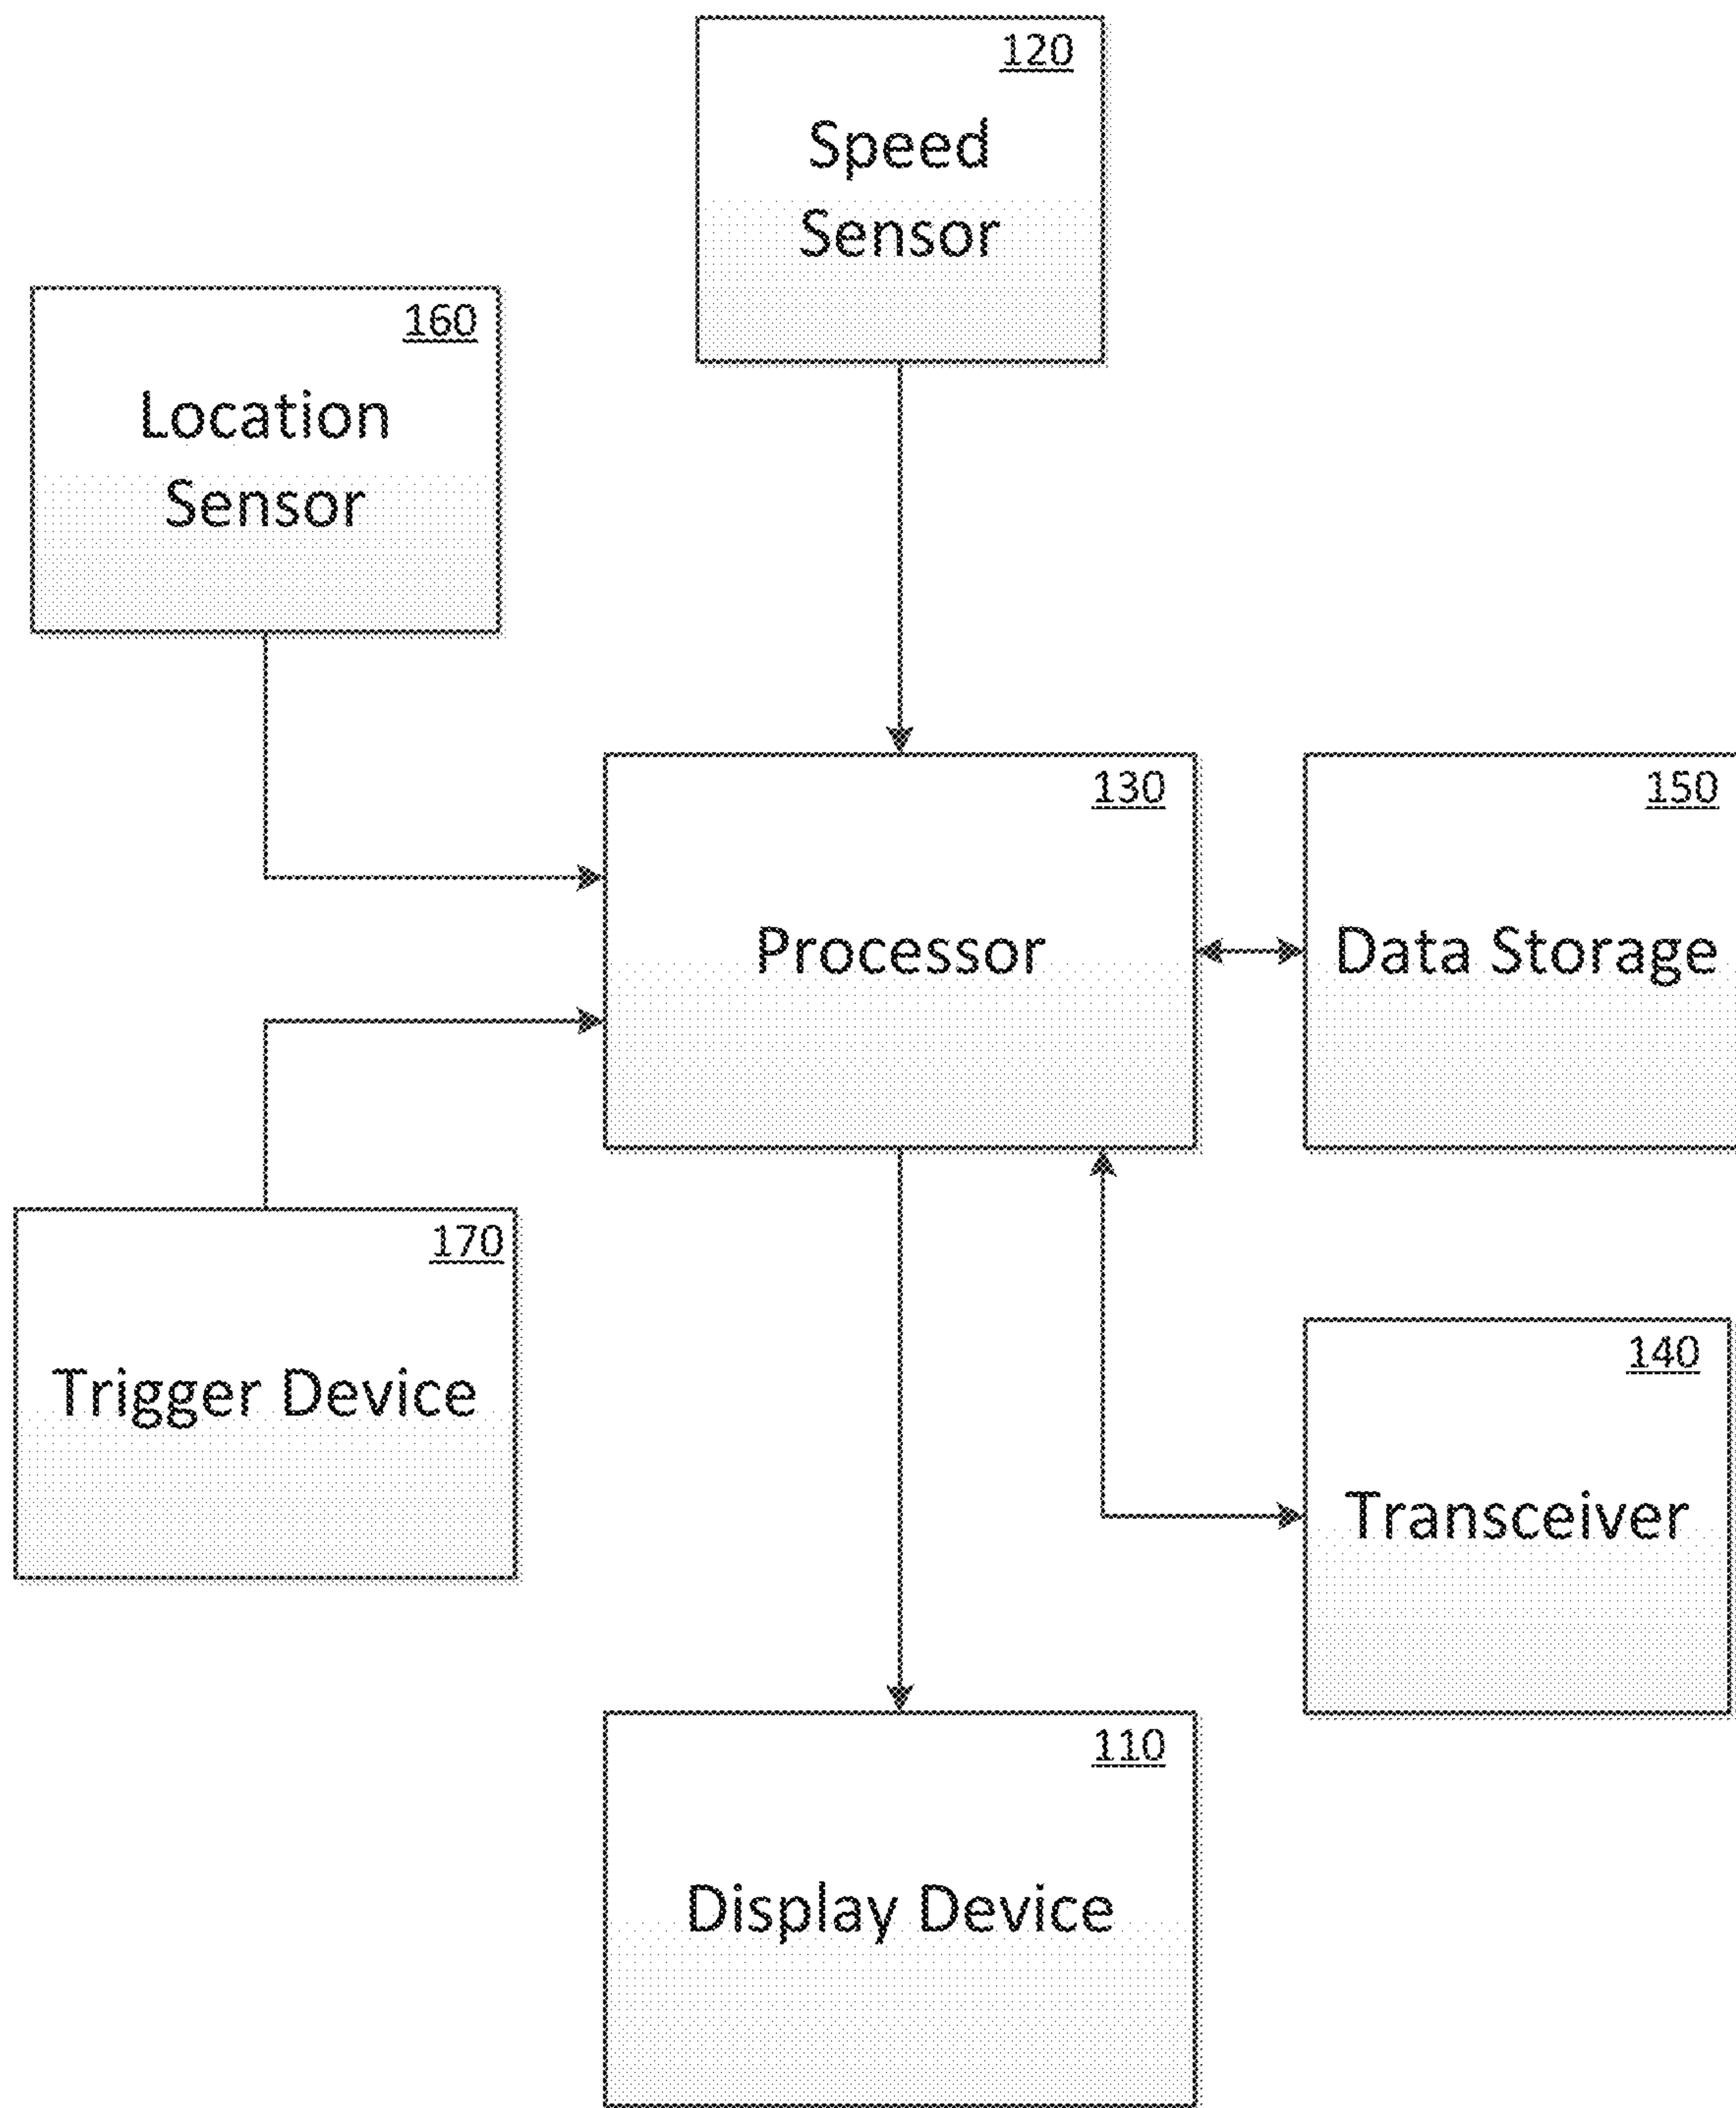 120
Speed
Sensor
160
Location
Sensor
130
Processor
150
Data Storage
170
Trigger Device
140
Transceiver
110
Display Device